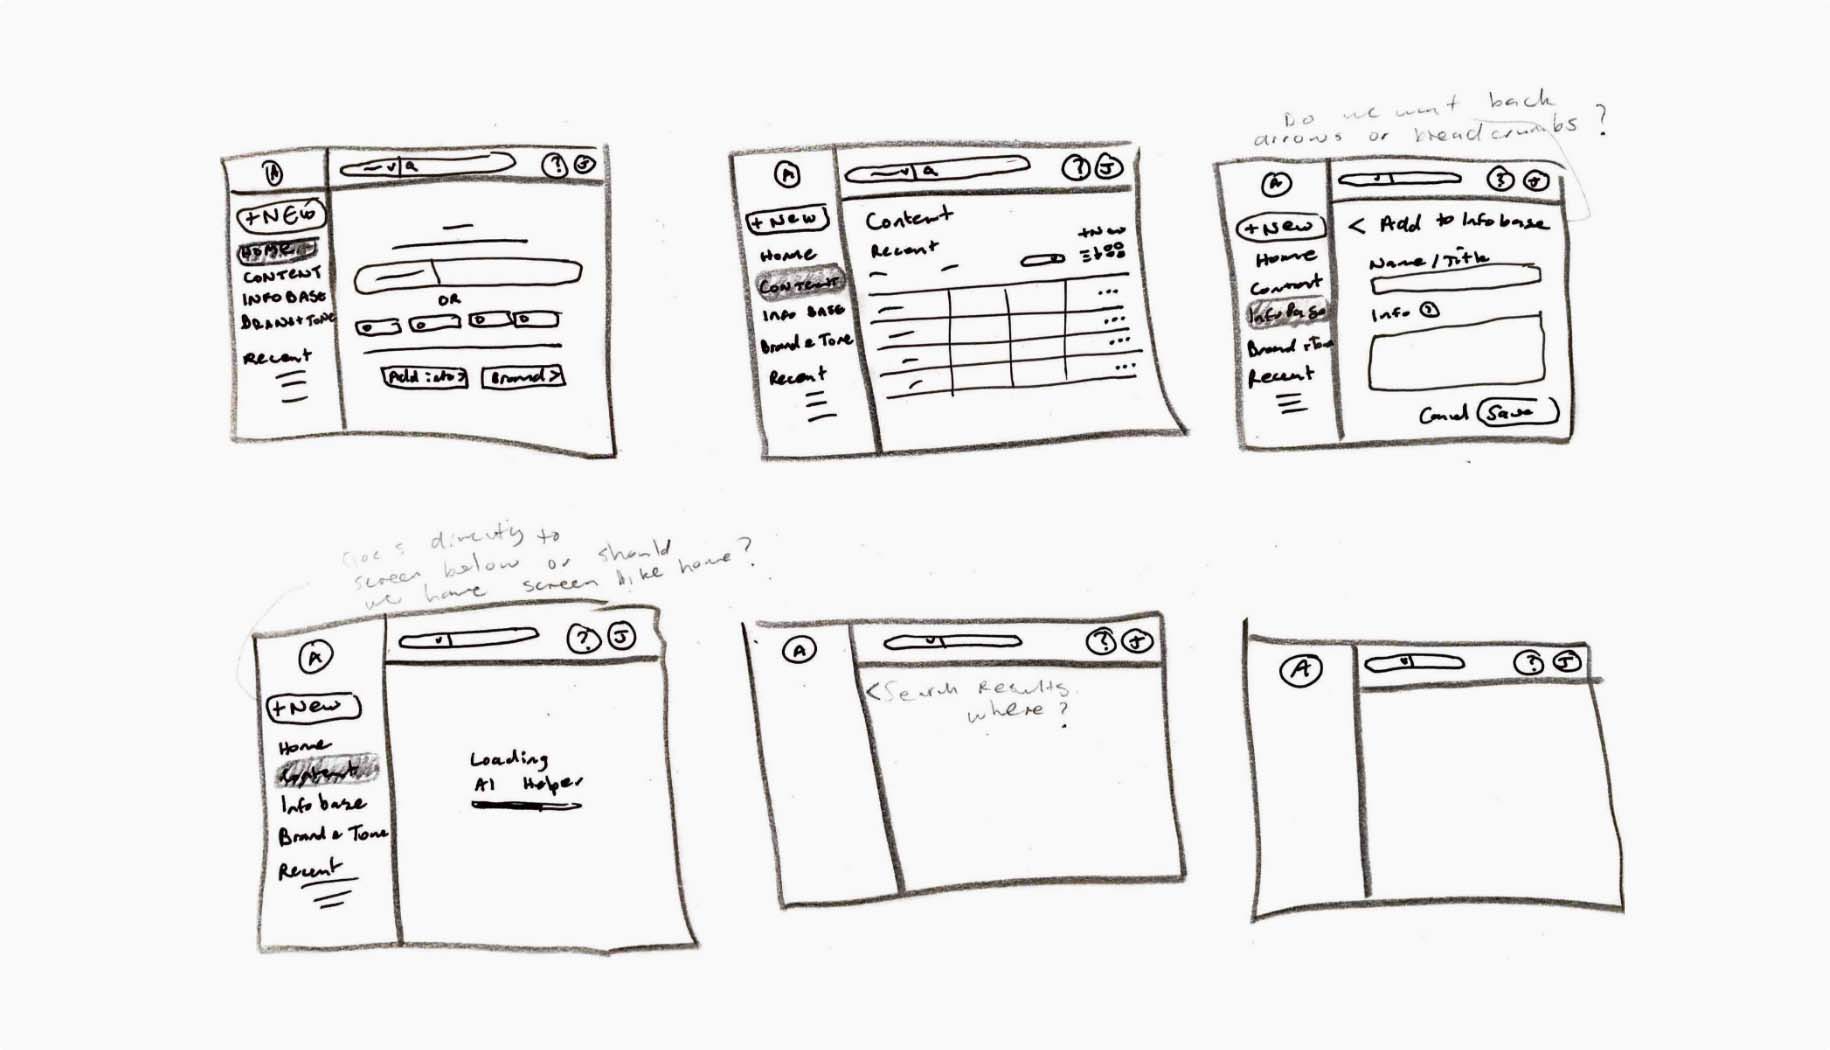 A
? J
+NEW
HOME
CONTENT
INFO BASE
BRAND + TONE
Recent
OR
Add info >
Brand >
A
? J
+New
Home
Content
Info Base
Brand & Tone
Recent
Content
Recent
+New
Do we want back
arrows or breadcrumbs?
A
? J
+New
Home
Content
Info Base
Brand + Tone
Recent
< Add to Infobase
Name/Title
Info ?
Cancel Save
Goes directly to
screen below or should
we have screen like home?
A
? J
+New
Home
Content
Info base
Brand & Tone
Recent
Loading
AI Helper
A
? J
< Search Results
where?
A
? J